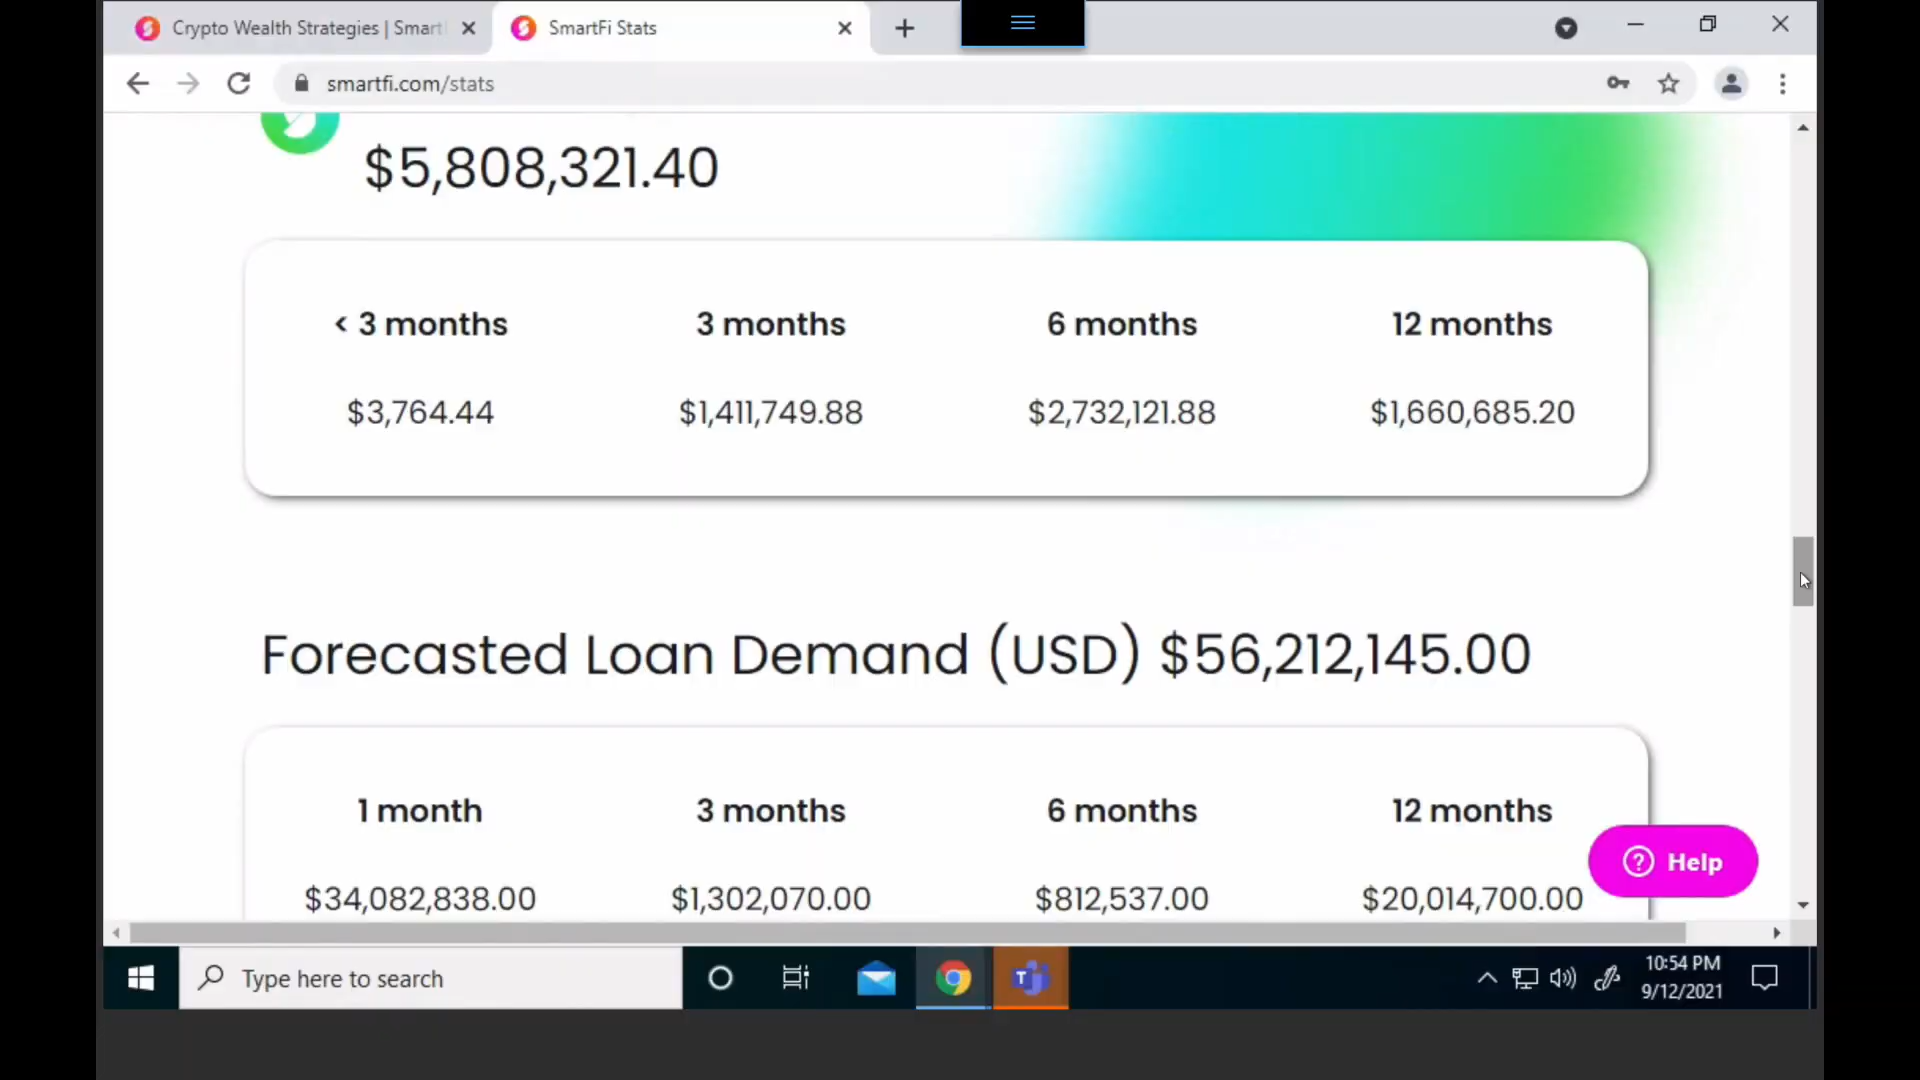 Crypto Wealth Strategies | Smart
SmartFi Stats
smartfi.com/stats
$5,808,321.40
< 3 months 3 months 6 months 12 months
$3,764.44 $1,411,749.88 $2,732,121.88 $1,660,685.20
Forecasted Loan Demand (USD) $56,212,145.00
1 month 3 months 6 months 12 months
$34,082,838.00 $1,302,070.00 $812,537.00 $20,014,700.00
Help
Type here to search
10:54 PM
9/12/2021